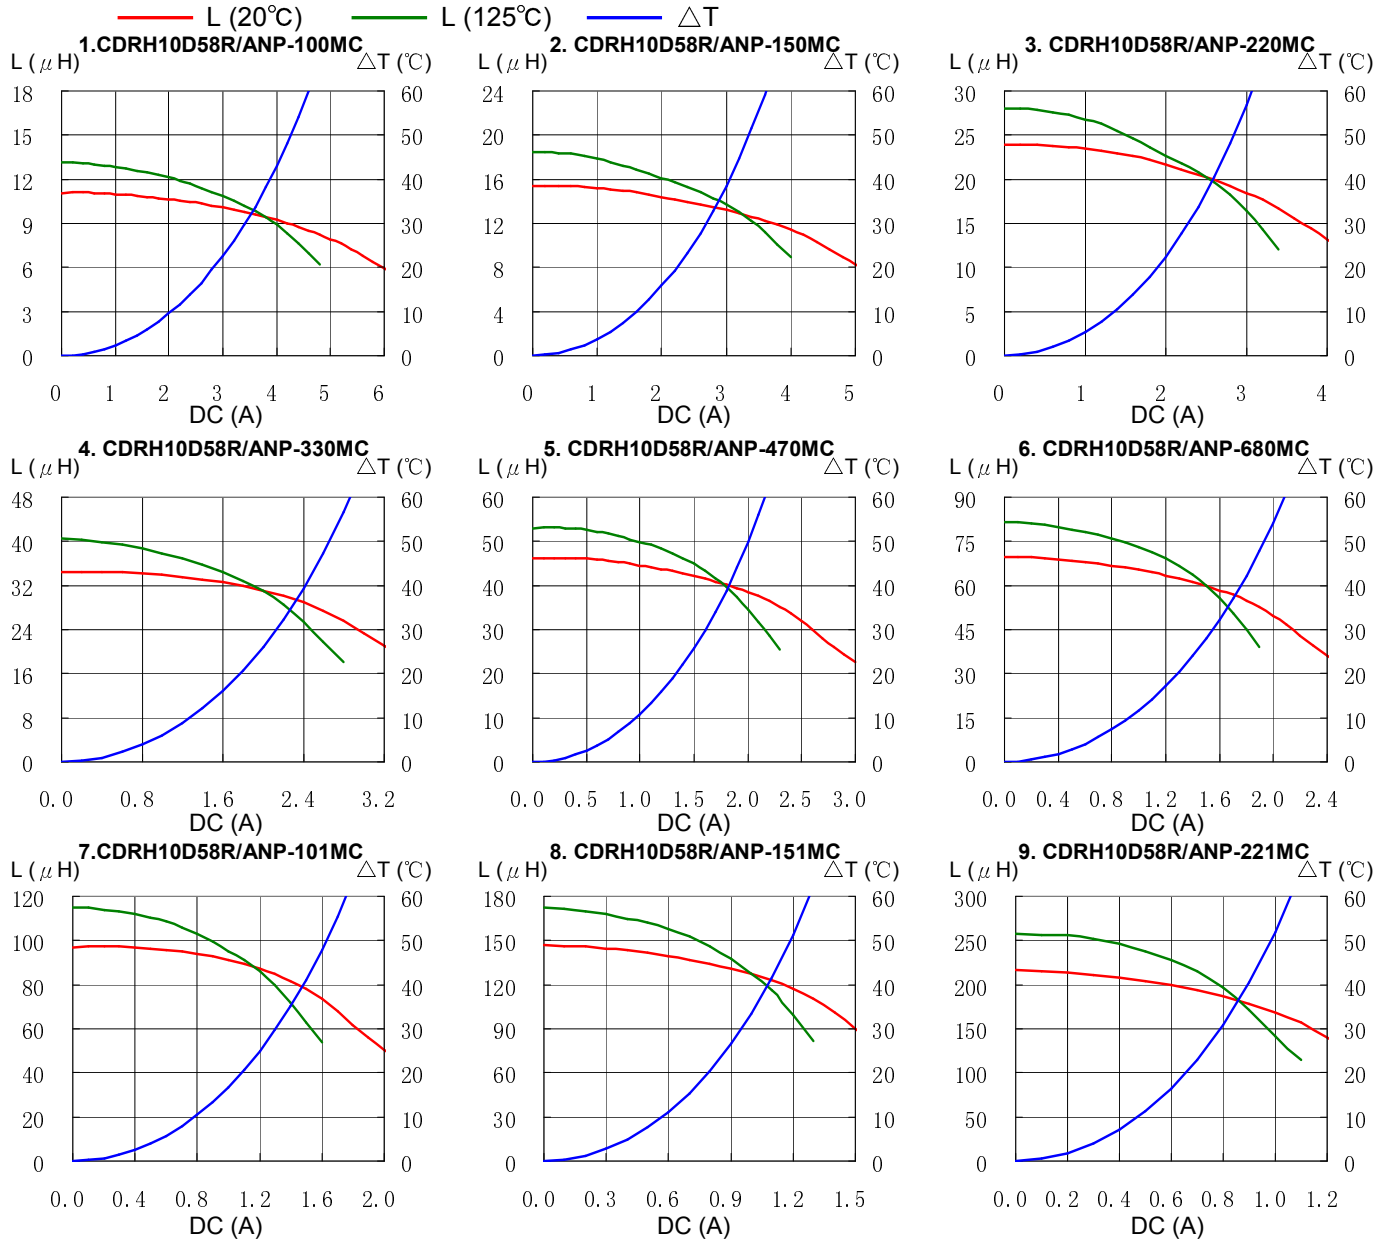 L (20℃) L (125℃) △T
1.CDRH10D58R/ANP-100MC
L (μH) △T (℃)
18 60
15 50
12 40
9 30
6 20
3 10
0 0
0 1 2 3 4 5 6
DC (A)
2. CDRH10D58R/ANP-150MC
L (μH) △T (℃)
24 60
20 50
16 40
12 30
8 20
4 10
0 0
0 1 2 3 4 5
DC (A)
3. CDRH10D58R/ANP-220MC
L (μH) △T (℃)
30 60
25 50
20 40
15 30
10 20
5 10
0 0
0 1 2 3 4
DC (A)
4. CDRH10D58R/ANP-330MC
L (μH) △T (℃)
48 60
40 50
32 40
24 30
16 20
8 10
0 0
0.0 0.8 1.6 2.4 3.2
DC (A)
5. CDRH10D58R/ANP-470MC
L (μH) △T (℃)
60 60
50 50
40 40
30 30
20 20
10 10
0 0
0.0 0.5 1.0 1.5 2.0 3.0
DC (A)
6. CDRH10D58R/ANP-680MC
L (μH) △T (℃)
90 60
75 50
60 40
45 30
30 20
15 10
0 0
0.0 0.4 0.8 1.2 1.6 2.0 2.4
DC (A)
7.CDRH10D58R/ANP-101MC
L (μH) △T (℃)
120 60
100 50
80 40
60 30
40 20
20 10
0 0
0.0 0.4 0.8 1.2 1.6 2.0
DC (A)
8. CDRH10D58R/ANP-151MC
L (μH) △T (℃)
180 60
150 50
120 40
90 30
60 20
30 10
0 0
0.0 0.3 0.6 0.9 1.2 1.5
DC (A)
9. CDRH10D58R/ANP-221MC
L (μH) △T (℃)
300 60
250 50
200 40
150 30
100 20
50 10
0 0
0.0 0.2 0.4 0.6 0.8 1.0 1.2
DC (A)